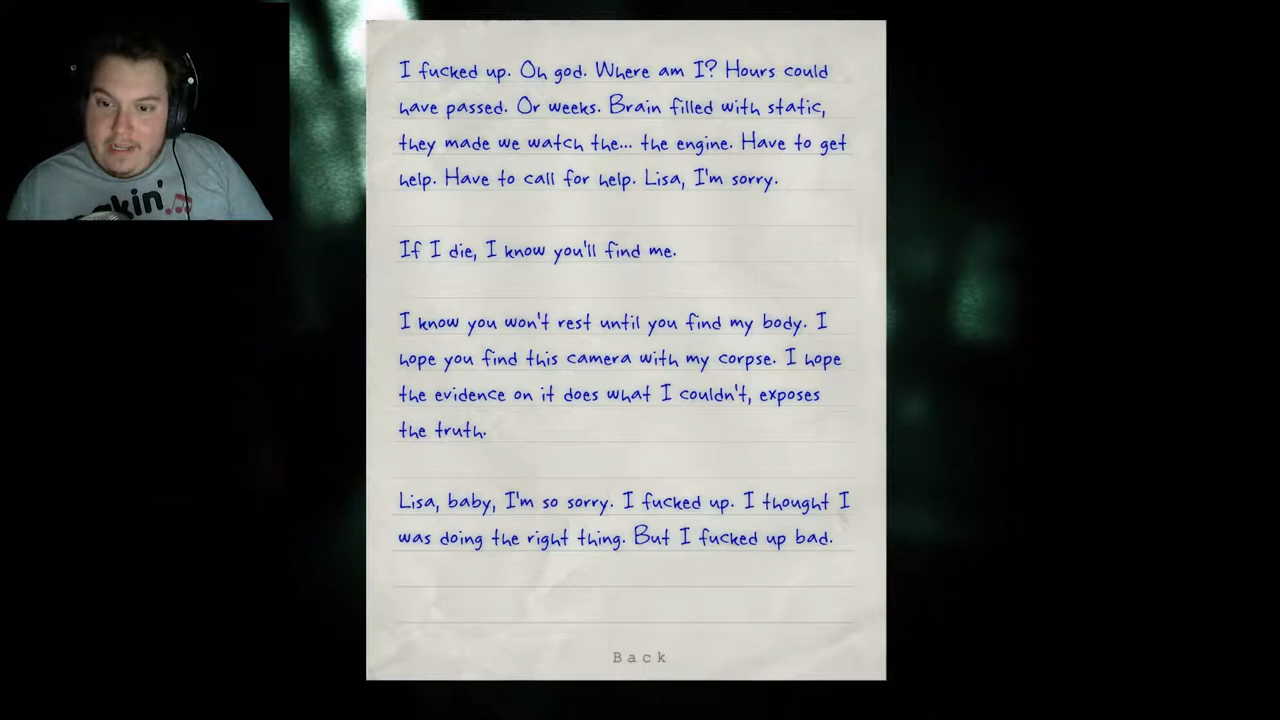 I fucked up. Oh god. Where am I? Hours could
have passed. Or weeks. Brain filled with static,
they made we watch the... the engine. Have to get
help. Have to call for help. Lisa, I'm sorry.
If I die, I know you'll find me.
I know you won't rest until you find my body. I
hope you find this camera with my corpse. I hope
the evidence on it does what I couldn't, exposes
the truth.
Lisa, baby, I'm so sorry. I fucked up. I thought I
was doing the right thing. But I fucked up bad.
Back